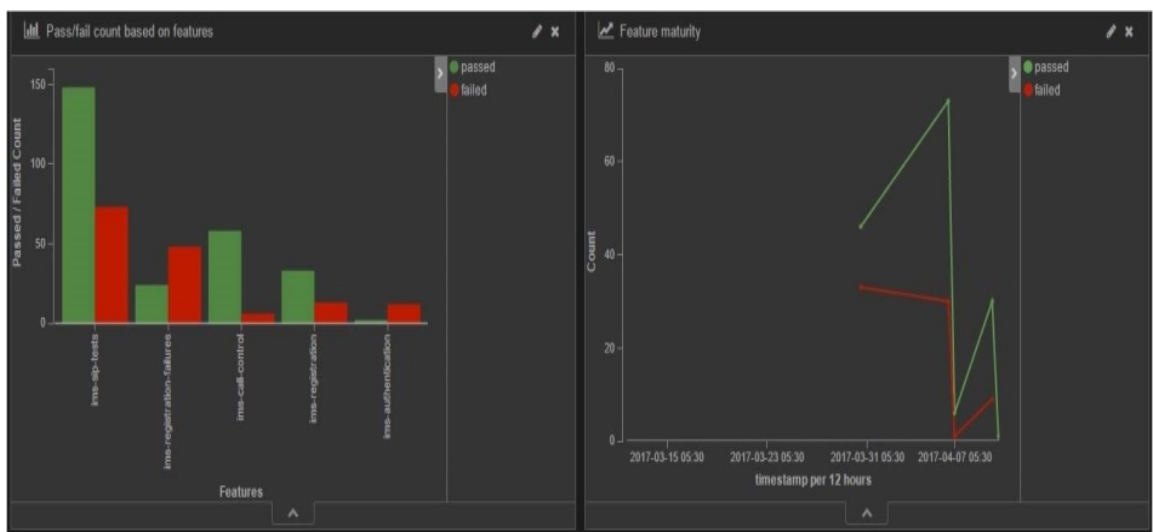 Pass/fail count based on features
passed
failed
150
100
50
0
Passed / Failed Count
ims-sip-tests
ims-registration-failures
ims-call-control
ims-registration
ims-authentication
Features
Feature maturity
passed
failed
80
60
40
20
0
Count
2017-03-15 05:30
2017-03-23 05:30
2017-03-31 05:30
2017-04-07 05:30
timestamp per 12 hours